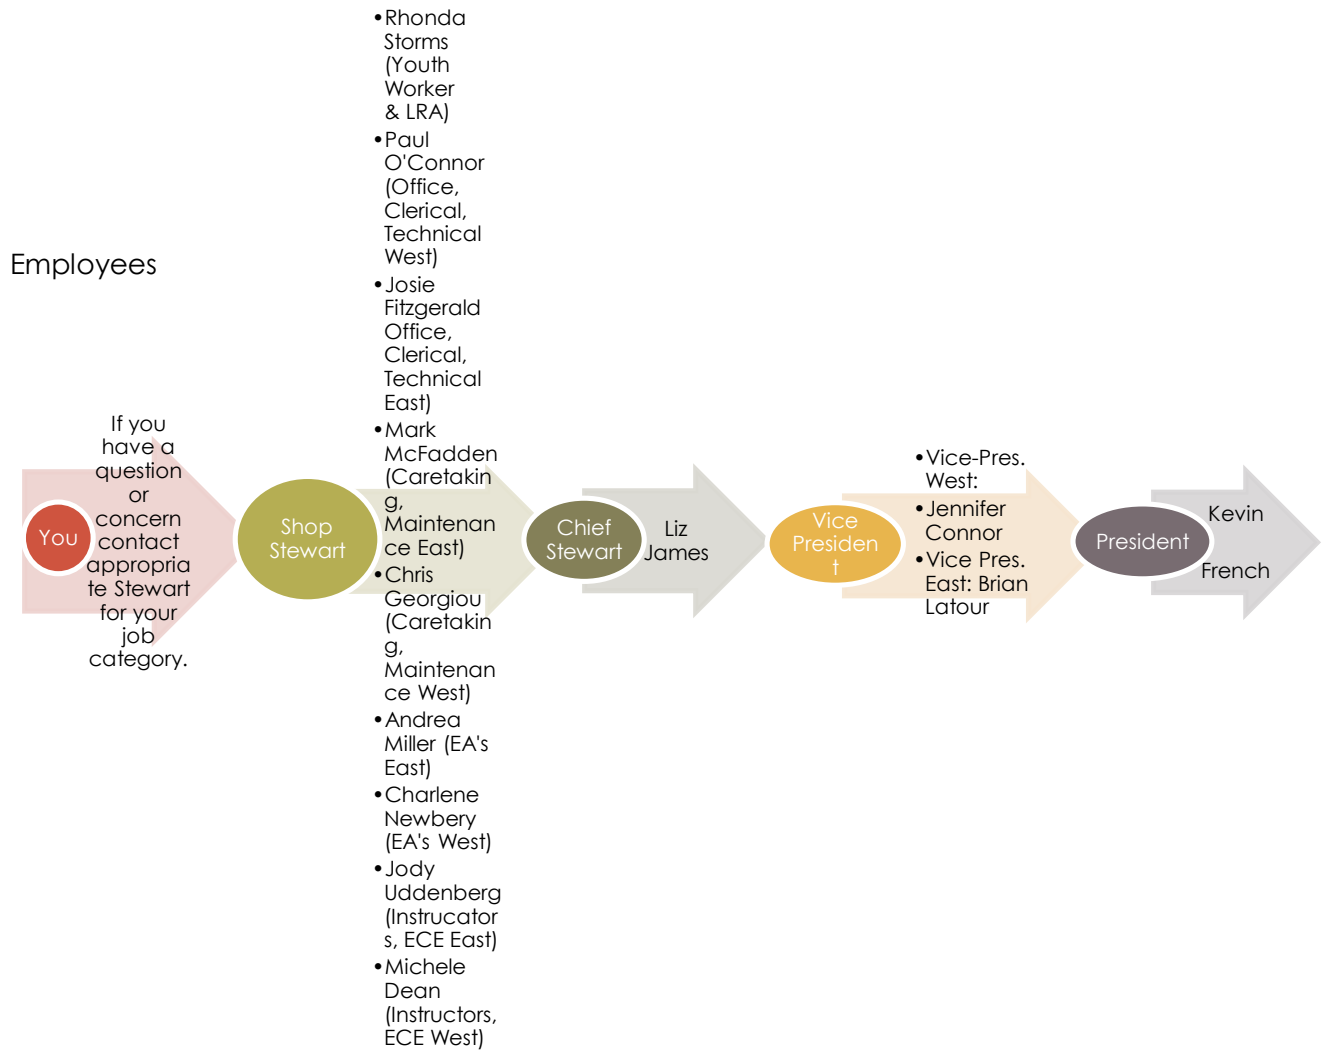 Employees
You
If you
have a
question
or
concern
contact
appropria
te Stewart
for your
job
category.
Shop
Stewart
•Rhonda
Storms
(Youth
Worker
& LRA)
•Paul
O'Connor
(Office,
Clerical,
Technical
West)
•Josie
Fitzgerald
Office,
Clerical,
Technical
East)
•Mark
McFadden
(Caretakin
g,
Maintenan
ce East)
•Chris
Georgiou
(Caretakin
g,
Maintenan
ce West)
•Andrea
Miller (EA's
East)
•Charlene
Newbery
(EA's West)
•Jody
Uddenberg
(Instrucator
s, ECE East)
•Michele
Dean
(Instructors,
ECE West)
Chief
Stewart
Liz
James
Vice
Presiden
t
•Vice-Pres.
West:
•Jennifer
Connor
•Vice Pres.
East: Brian
Latour
President
Kevin
French